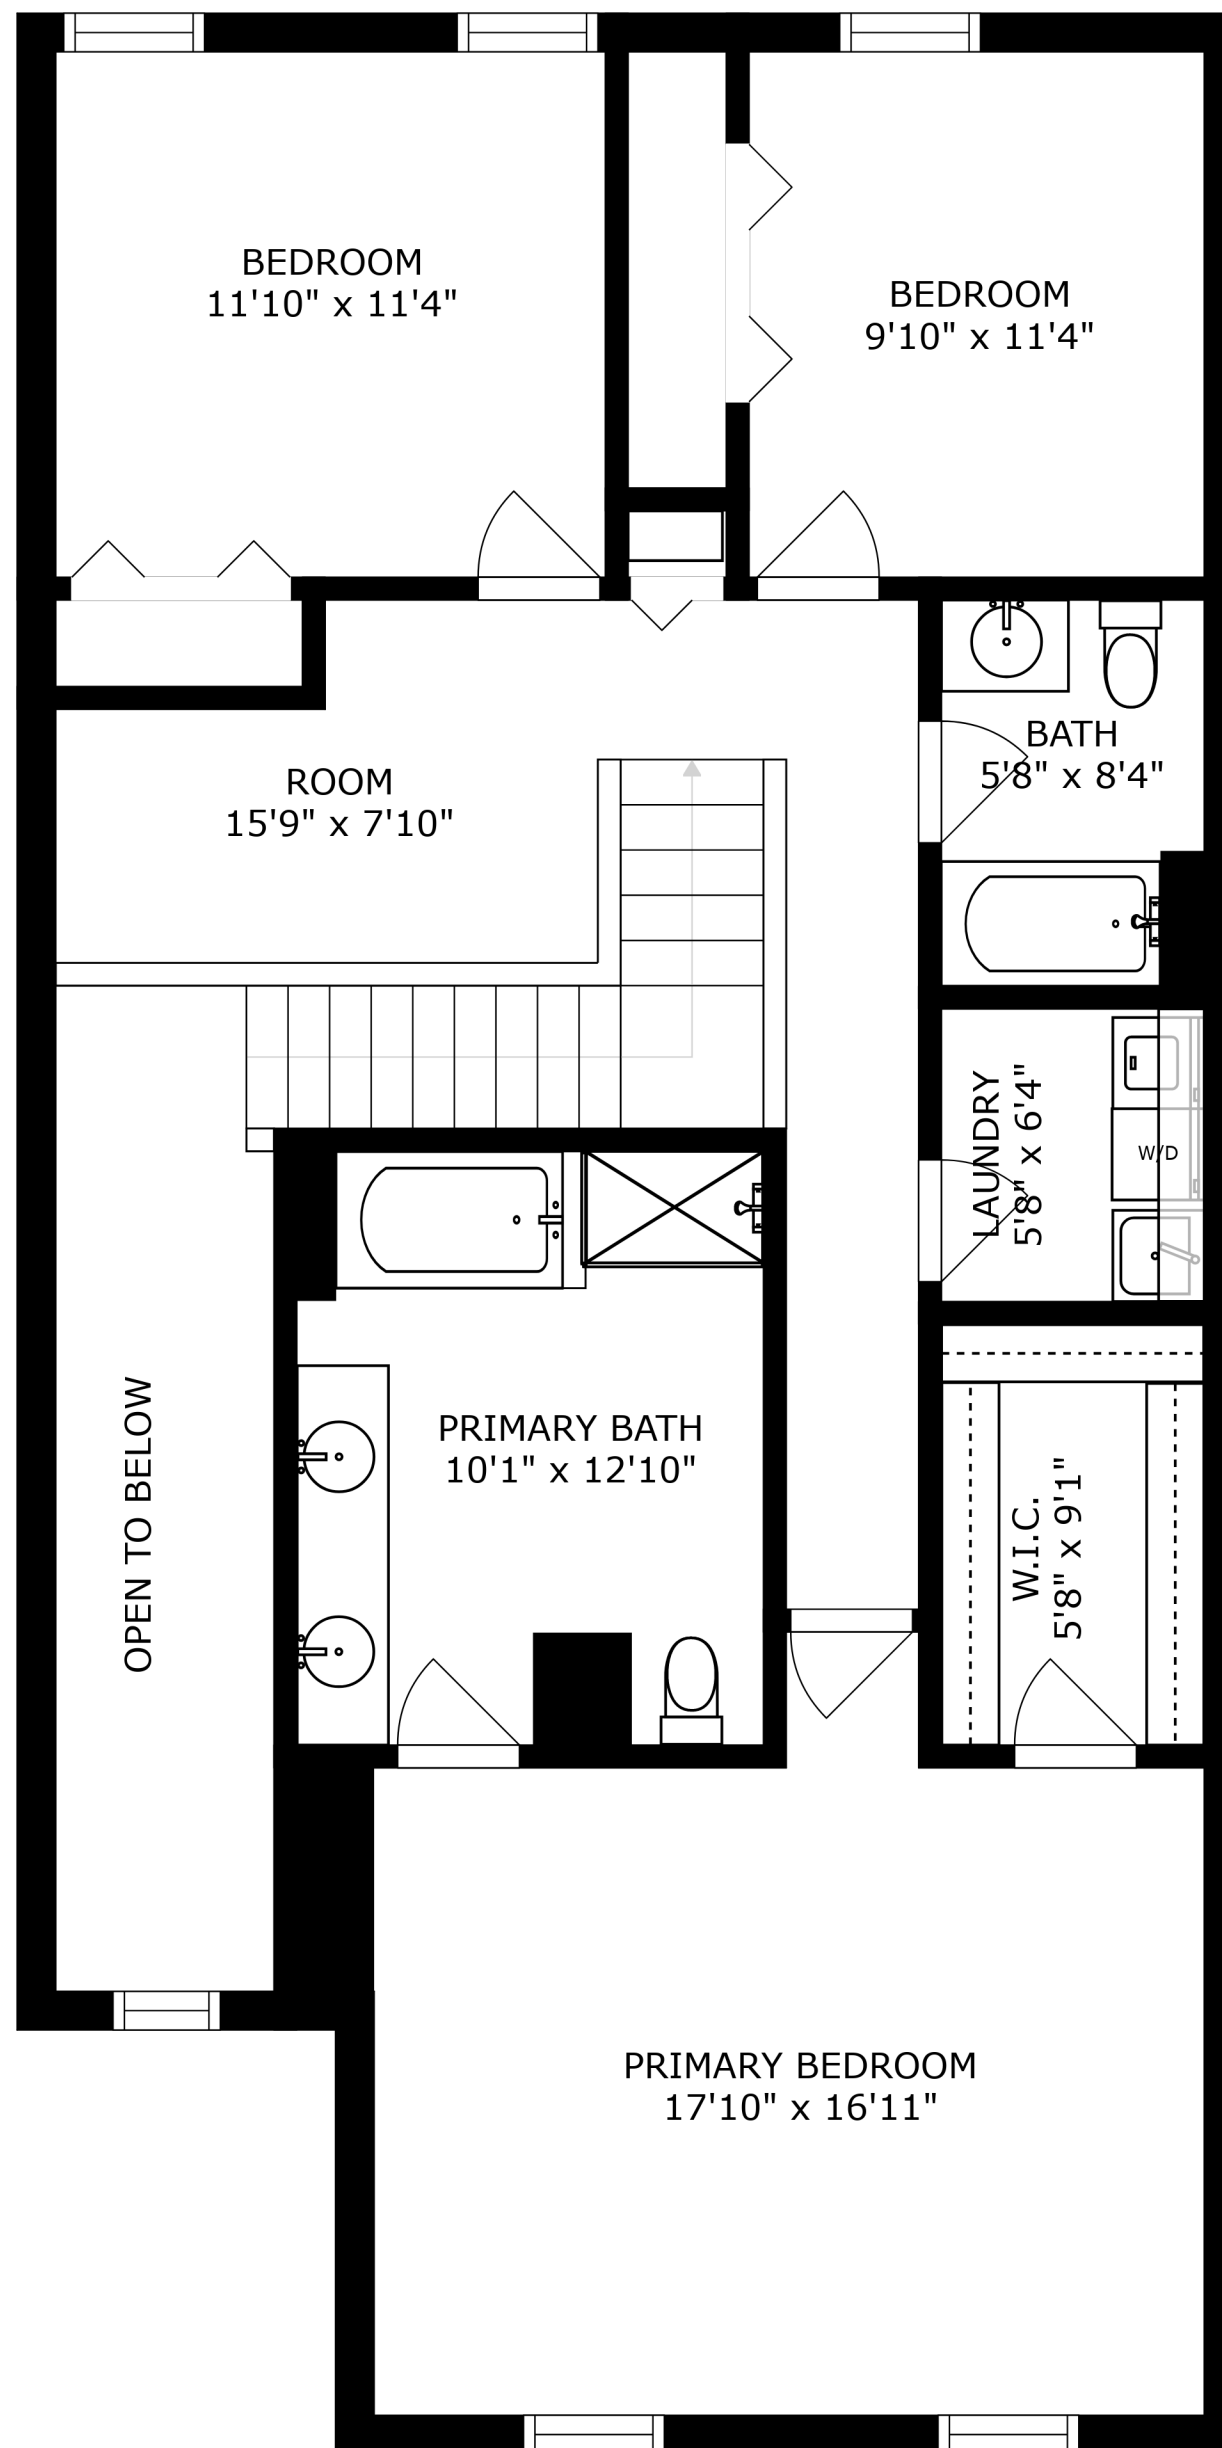 BEDROOM
11'10" x 11'4"
BEDROOM
9'10" x 11'4"
BATH
5'8" x 8'4"
ROOM
15'9" x 7'10"
LAUNDRY
5'8" x 6'4"
W/D
OPEN TO BELOW
PRIMARY BATH
10'1" x 12'10"
W.I.C.
5'8" x 9'1"
PRIMARY BEDROOM
17'10" x 16'11"